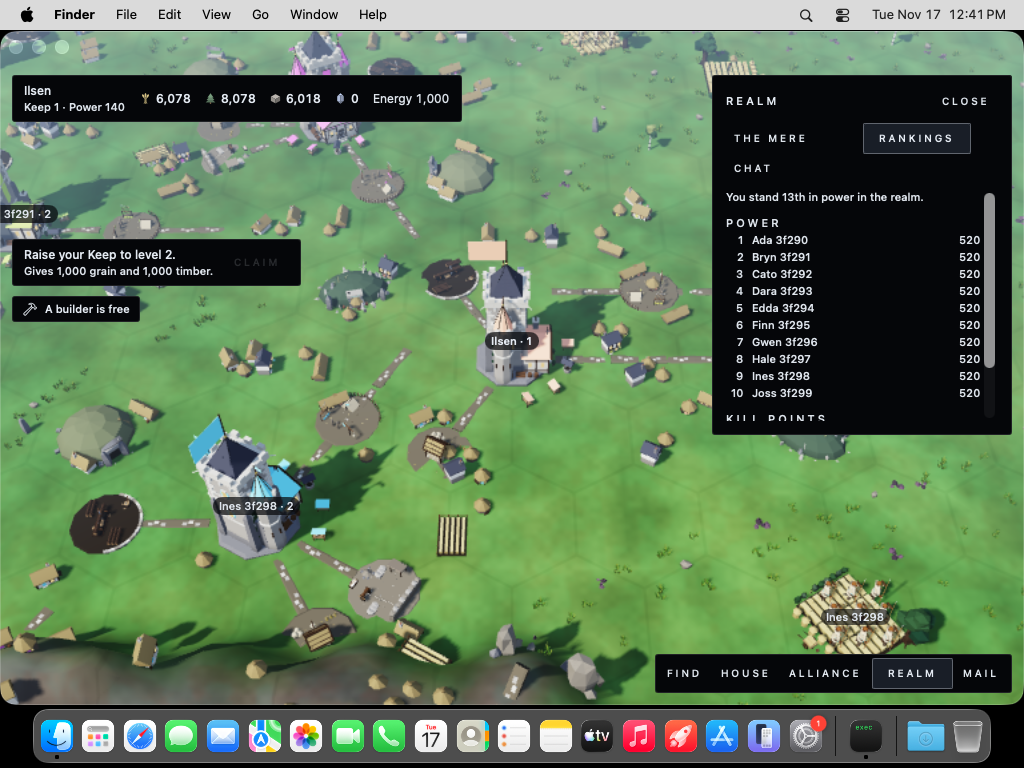 Finder File Edit View Go Window Help Tue Nov 17 12:41 PM
Ilsen
Keep 1 · Power 140
6,078 8,078 6,018 0 Energy 1,000
REALM CLOSE
THE MERE RANKINGS
CHAT
You stand 13th in power in the realm.
POWER
1 Ada 3f290 520
2 Bryn 3f291 520
3 Cato 3f292 520
4 Dara 3f293 520
5 Edda 3f294 520
6 Finn 3f295 520
7 Gwen 3f296 520
8 Hale 3f297 520
9 Ines 3f298 520
10 Joss 3f299 520
KILL POINTS
3f291 · 2
Raise your Keep to level 2.
Gives 1,000 grain and 1,000 timber.
CLAIM
A builder is free
Ilsen · 1
Ines 3f298 · 2
Ines 3f298
FIND HOUSE ALLIANCE REALM MAIL
TUE
17
tv
1
exec